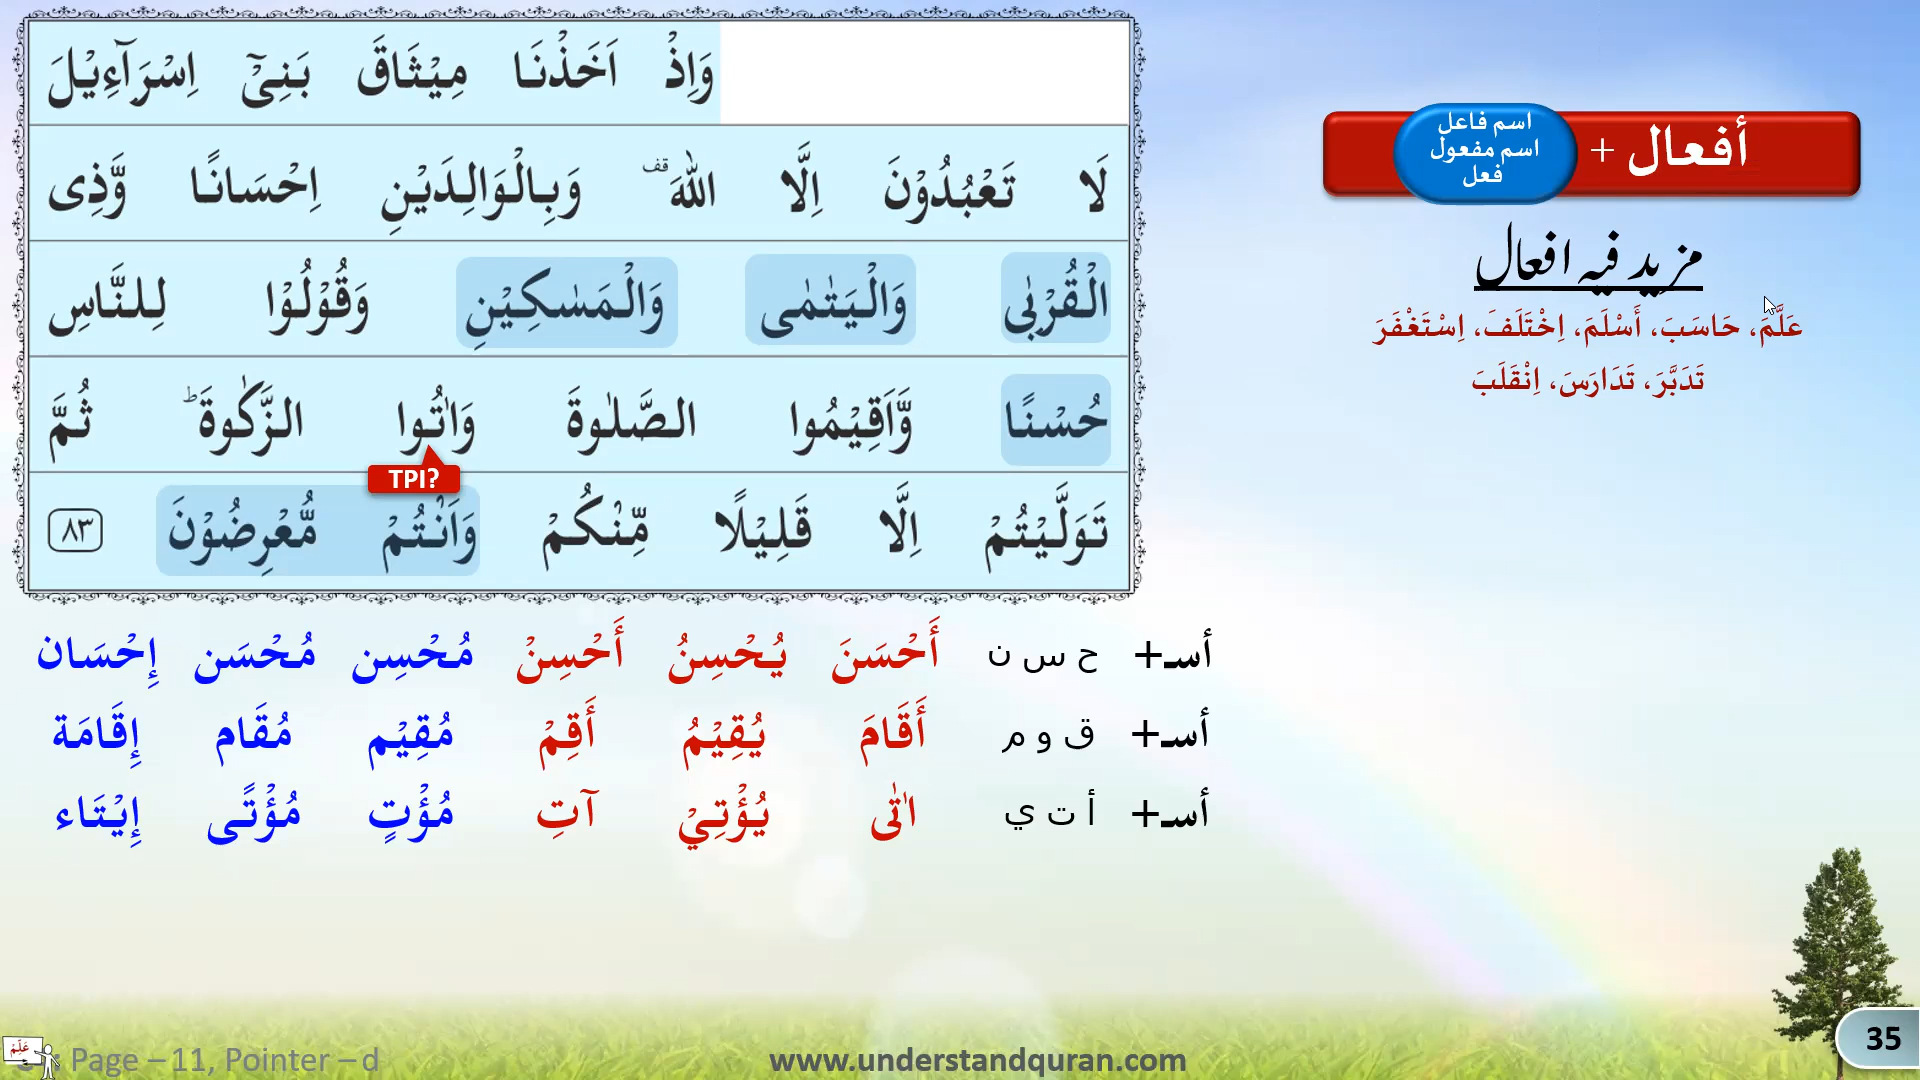 وَاِذْ اَخَذْنَا مِيْثَاقَ بَنِىْٓ اِسْرَآءِيْلَ
لَا تَعْبُدُوْنَ اِلَّا اللّٰهَ قف وَبِالْوَالِدَيْنِ اِحْسَانًا وَّذِى
الْقُرْبٰى وَالْيَتٰمٰى وَالْمَسٰكِيْنِ وَقُوْلُوْا لِلنَّاسِ
حُسْنًا وَّاَقِيْمُوا الصَّلٰوةَ وَاٰتُوا الزَّكٰوةَ ؕ ثُمَّ
TPI?
تَوَلَّيْتُمْ اِلَّا قَلِيْلًا مِّنْكُمْ وَاَنْتُمْ مُّعْرِضُوْنَ ٨٣
أفعال +
اسم فاعل
اسم مفعول
فعل
مزید فیہ افعال
عَلَّمَ، حَاسَبَ، أَسْلَمَ، اِخْتَلَفَ، اِسْتَغْفَرَ
تَدَبَّرَ، تَدَارَسَ، اِنْقَلَبَ
أسـ+ ح س ن أَحْسَنَ يُحْسِنُ أَحْسِنْ مُحْسِن مُحْسَن إِحْسَان
أسـ+ ق و م أَقَامَ يُقِيْمُ أَقِمْ مُقِيْم مُقَام إِقَامَة
أسـ+ أ ت ي اٰتٰى يُؤْتِيْ آتِ مُؤْتٍ مُؤْتًى إِيْتَاء
عَلِّمْ
: Page – 11, Pointer – d
www.understandquran.com
35